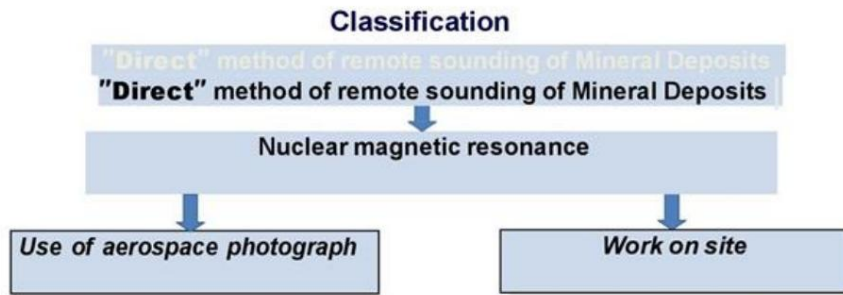 Classification
"Direct" method of remote sounding of Mineral Deposits
"Direct" method of remote sounding of Mineral Deposits
Nuclear magnetic resonance
Use of aerospace photograph
Work on site